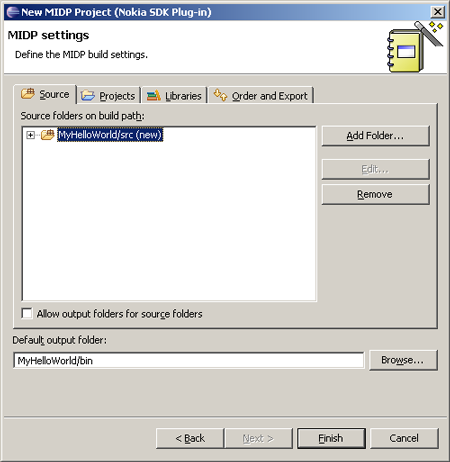 New MIDP Project (Nokia SDK Plug-in)
MIDP settings
Define the MIDP build settings.
Source Projects Libraries Order and Export
Source folders on build path:
MyHelloWorld/src (new)
Add Folder...
Edit...
Remove
Allow output folders for source folders
Default output folder:
MyHelloWorld/bin
Browse...
< Back Next > Finish Cancel